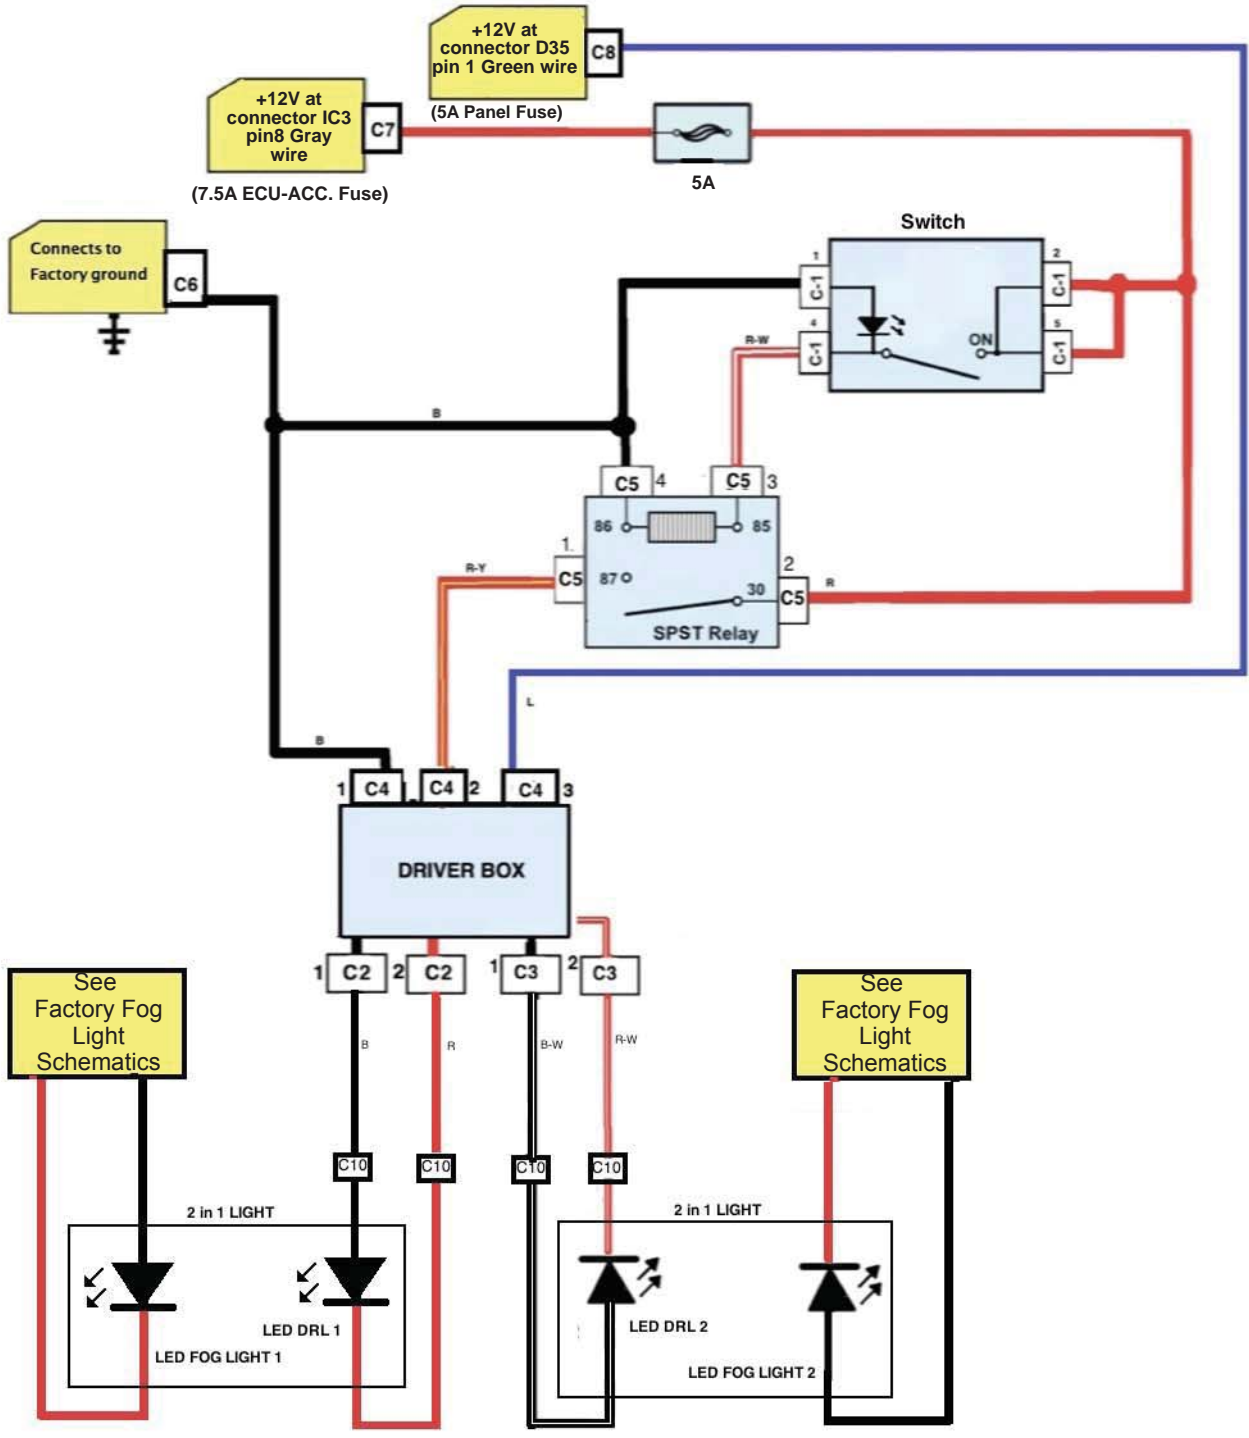 +12V at
connector D35
pin 1 Green wire
C8
(5A Panel Fuse)
+12V at
connector IC3
pin8 Gray
wire
C7
(7.5A ECU-ACC. Fuse)
5A
Connects to
Factory ground
C6
Switch
1
C-1
2
C-1
4
C-1
5
C-1
ON
R-W
B
C5
4
C5
3
86
85
1.
C5
87
30
2
C5
R
SPST Relay
R-Y
L
B
1
C4
C4
2
C4
3
DRIVER BOX
1
C2
2
C2
1
C3
2
C3
See
Factory Fog
Light
Schematics
See
Factory Fog
Light
Schematics
B
R
B-W
R-W
C10
C10
C10
C10
2 in 1 LIGHT
2 in 1 LIGHT
LED DRL 1
LED FOG LIGHT 1
LED DRL 2
LED FOG LIGHT 2